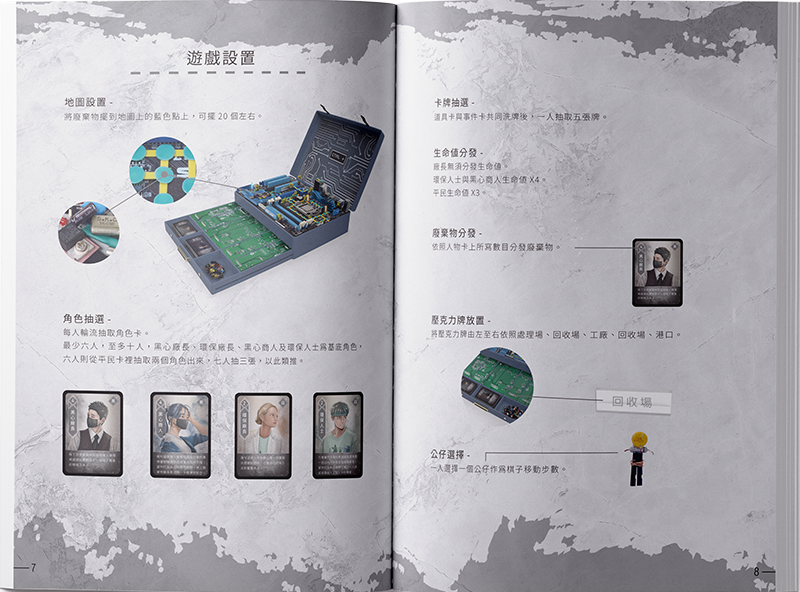 遊戲設置
地圖設置 -
將廢棄物擺到地圖上的藍色點上，可擺 20 個左右。
角色抽選 -
每人輪流抽取角色卡。
最少六人，至多十人，黑心廠長、環保廠長、黑心商人及環保人士為基底角色，
六人則從平民卡裡抽取兩個角色出來，七人抽三張，以此類推。
7
卡牌抽選 -
道具卡與事件卡共同洗牌後，一人抽取五張牌。
生命值分發 -
廠長無須分發生命值。
環保人士與黑心商人生命值 X4。
平民生命值 X3。
廢棄物分發 -
依照人物卡上所寫數目分發廢棄物。
壓克力牌放置 -
將壓克力牌由左至右依照處理場、回收場、工廠、回收場、港口。
回收場
公仔選擇 -
一人選擇一個公仔作為棋子移動步數。
8